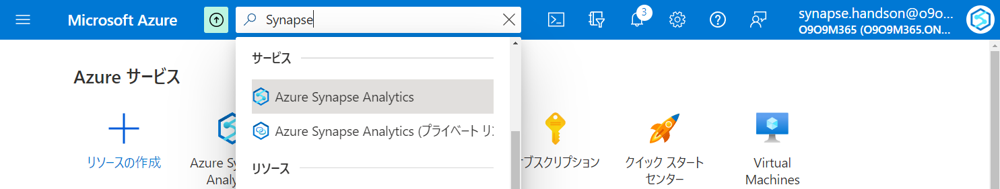 Microsoft Azure
Synapse
3
synapse.handson@o9o...
O9O9M365 (O9O9M365.ON...
サービス
Azure サービス
Azure Synapse Analytics
Azure Synapse Analytics (プライベート リン
リソース
リソースの作成
Azure Sy
Analy
ブスクリプション
クイック スタート
センター
Virtual
Machines